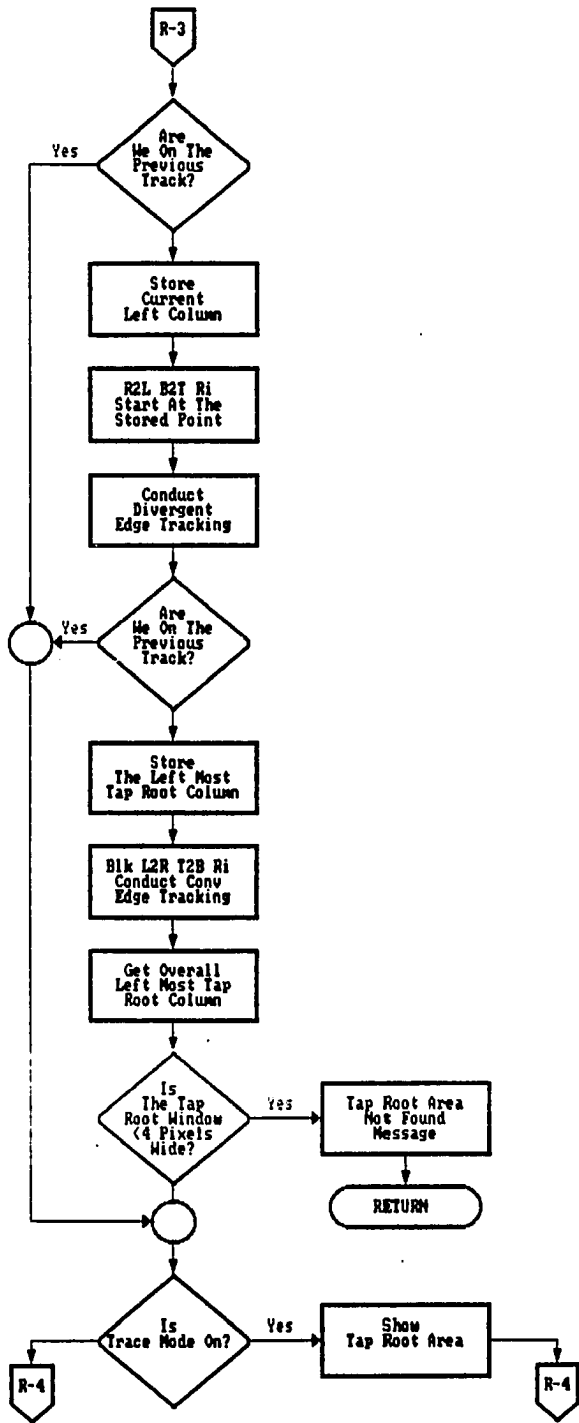 R-3
Are
We On The
Previous
Track?
Yes
Store
Current
Left Column
R2L B2T Ri
Start At The
Stored Point
Conduct
Divergent
Edge Tracking
Are
We On The
Previous
Track?
Yes
Store
The Left Most
Tap Root Column
Blk L2R T2B Ri
Conduct Conv
Edge Tracking
Get Overall
Left Most Tap
Root Column
Is
The Tap
Root Window
<4 Pixels
Wide?
Yes
Tap Root Area
Not Found
Message
RETURN
Is
Trace Mode On?
Yes
Show
Tap Root Area
R-4
R-4